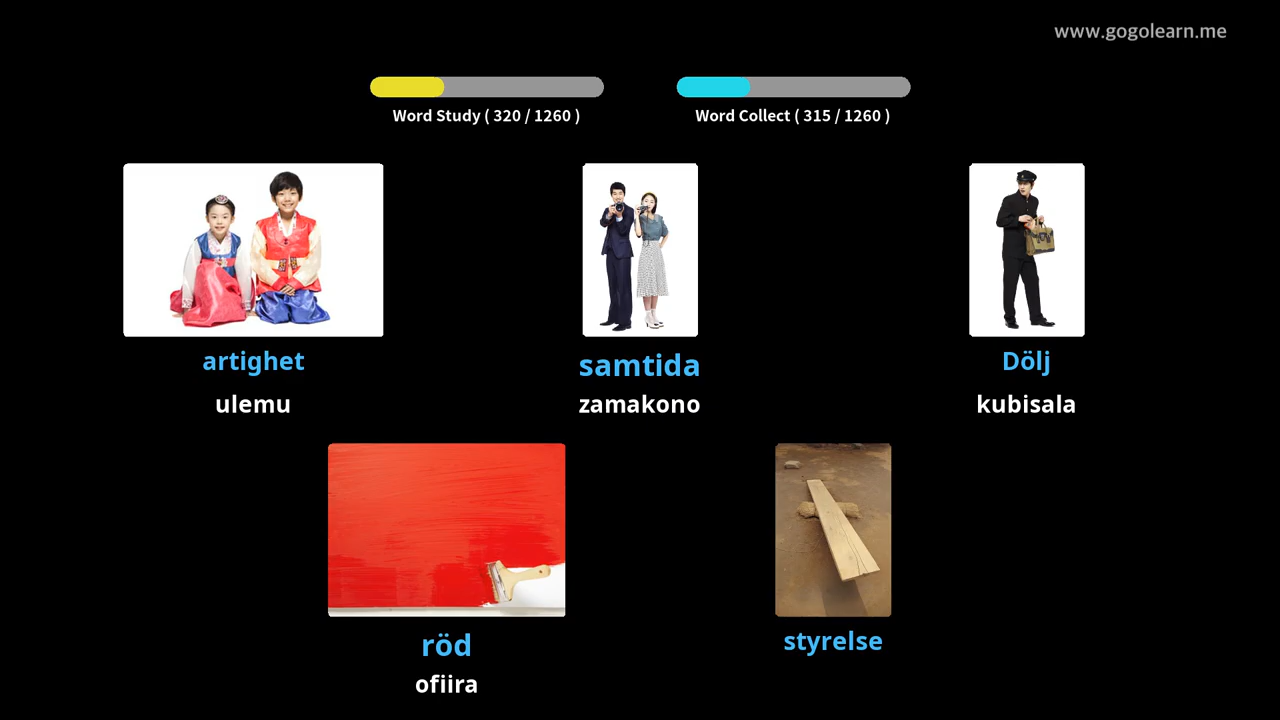 www.gogolearn.me
Word Study ( 320 / 1260 )
Word Collect ( 315 / 1260 )
artighet
ulemu
samtida
zamakono
Dölj
kubisala
röd
ofiira
styrelse